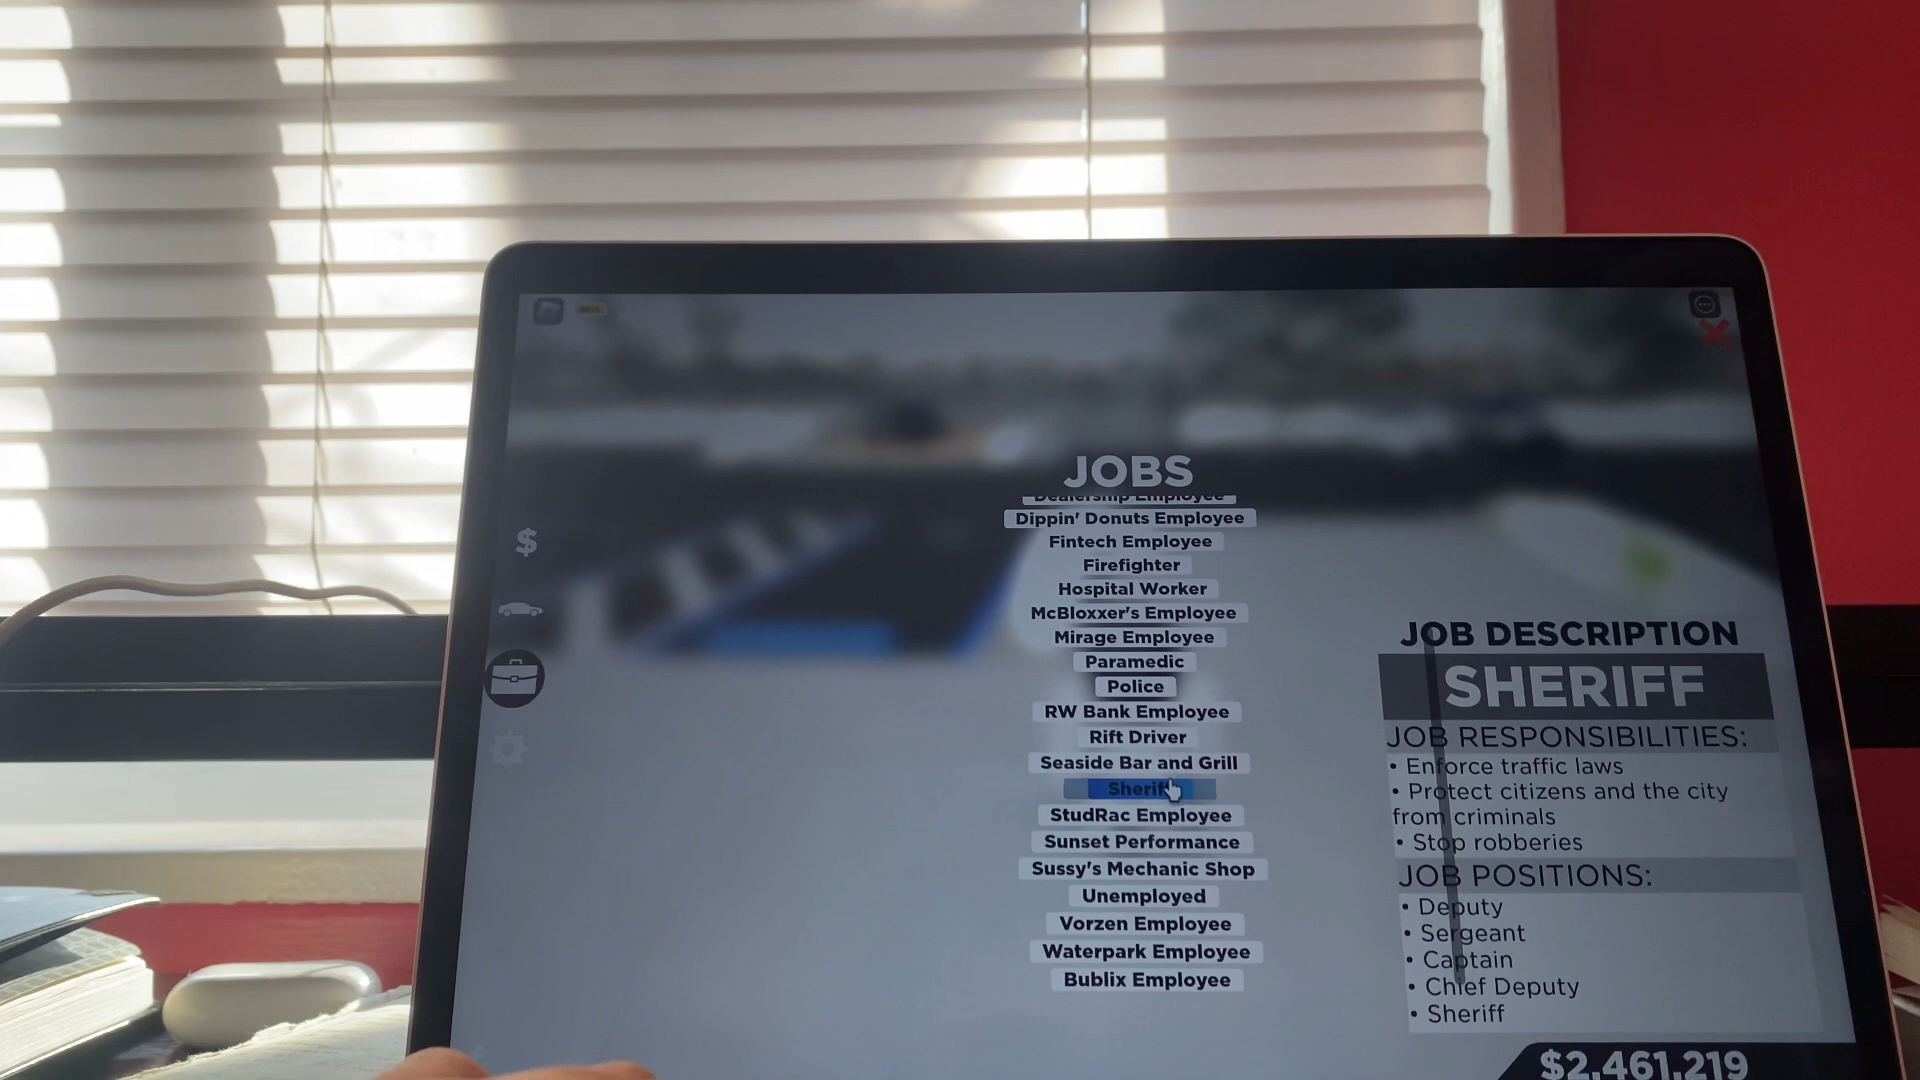 JOBS
Dealership Employee
Dippin' Donuts Employee
Fintech Employee
Firefighter
Hospital Worker
McBloxxer's Employee
Mirage Employee
Paramedic
Police
RW Bank Employee
Rift Driver
Seaside Bar and Grill
Sheriff
StudRac Employee
Sunset Performance
Sussy's Mechanic Shop
Unemployed
Vorzen Employee
Waterpark Employee
Bublix Employee
$
JOB DESCRIPTION
SHERIFF
JOB RESPONSIBILITIES:
• Enforce traffic laws
• Protect citizens and the city
from criminals
• Stop robberies
JOB POSITIONS:
• Deputy
• Sergeant
• Captain
• Chief Deputy
• Sheriff
$2,461,219